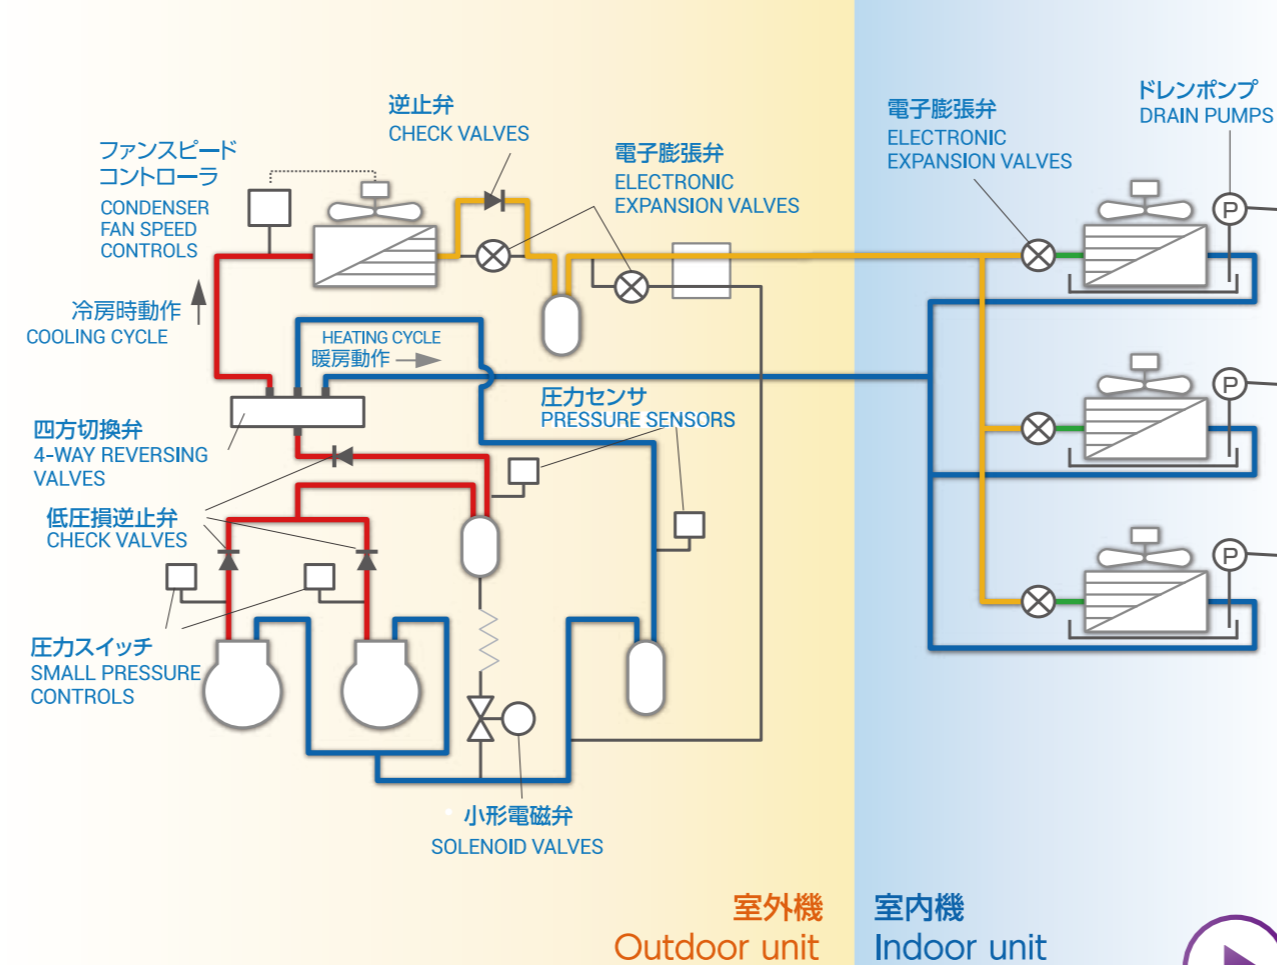 逆止弁
CHECK VALVES
ファンスピード
コントローラ
CONDENSER
FAN SPEED
CONTROLS
電子膨張弁
ELECTRONIC
EXPANSION VALVES
電子膨張弁
ELECTRONIC
EXPANSION VALVES
ドレンポンプ
DRAIN PUMPS
P
冷房時動作
COOLING CYCLE
HEATING CYCLE
暖房動作
四方切換弁
4-WAY REVERSING
VALVES
圧力センサ
PRESSURE SENSORS
P
低圧損逆止弁
CHECK VALVES
P
圧力スイッチ
SMALL PRESSURE
CONTROLS
小形電磁弁
SOLENOID VALVES
室外機
Outdoor unit
室内機
Indoor unit